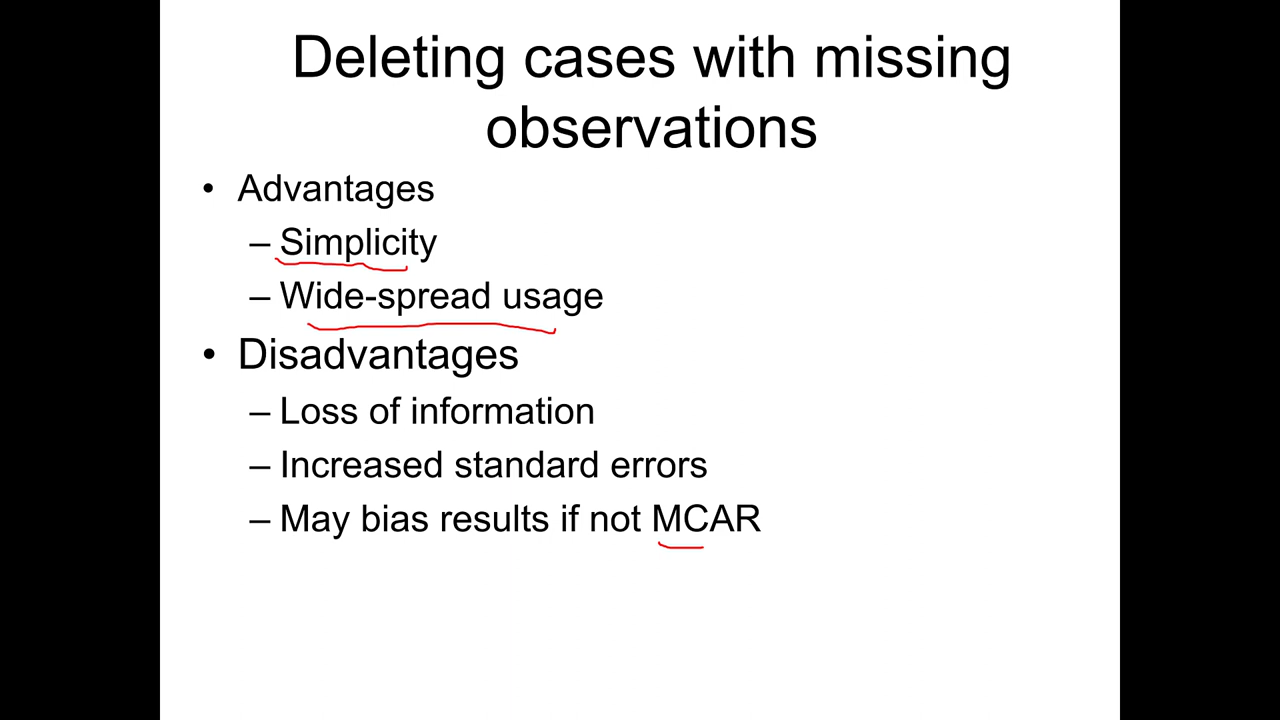 Deleting cases with missing
observations
• Advantages
– Simplicity
– Wide-spread usage
• Disadvantages
– Loss of information
– Increased standard errors
– May bias results if not MCAR